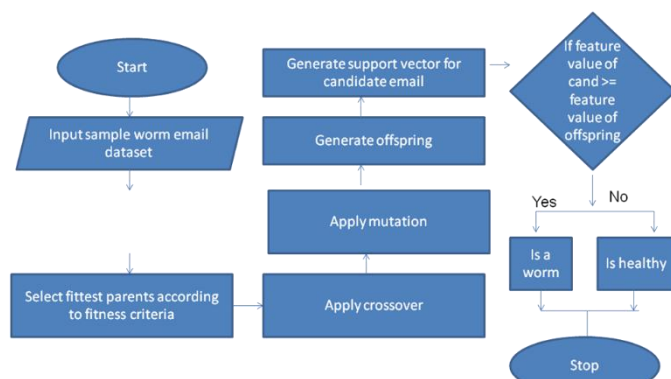 Start
Input sample worm email
dataset
Select fittest parents according
to fitness criteria
Apply crossover
Apply mutation
Generate offspring
Generate support vector for
candidate email
If feature
value of
cand >=
feature
value of
offspring
Yes
No
Is a
worm
Is healthy
Stop